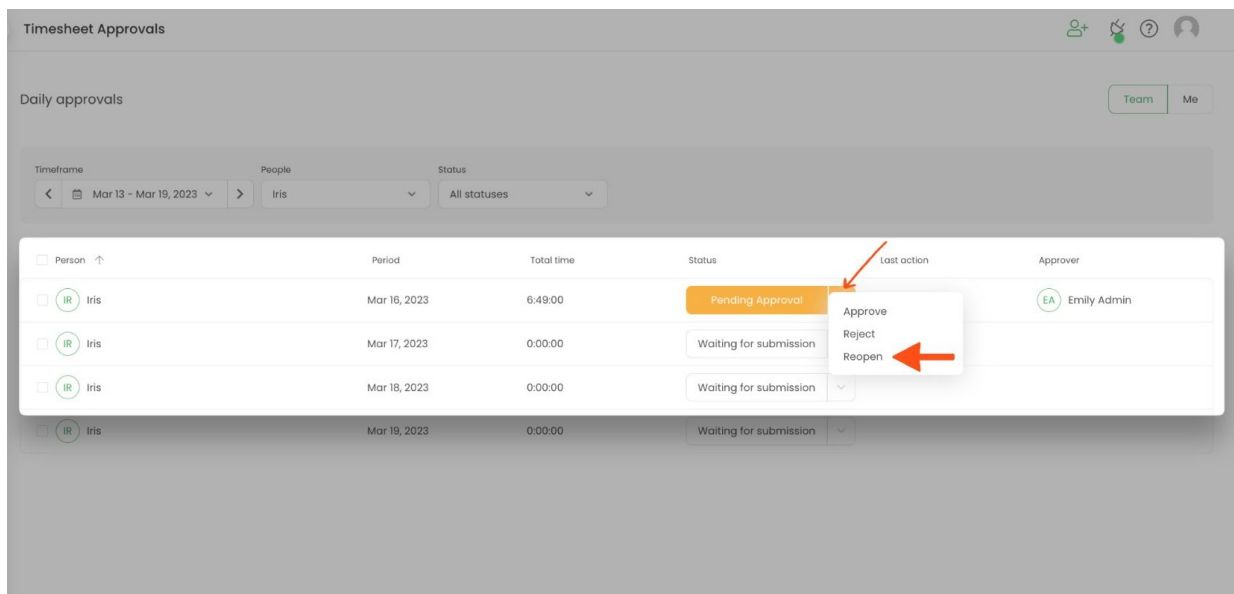 Timesheet Approvals
Daily approvals
Team Me
Timeframe People Status
Mar 13 - Mar 19, 2023 Iris All statuses
Person Period Total time Status Last action Approver
IR Iris Mar 16, 2023 6:49:00 Pending Approval EA Emily Admin
Approve
Reject
Reopen
IR Iris Mar 17, 2023 0:00:00 Waiting for submission
IR Iris Mar 18, 2023 0:00:00 Waiting for submission
IR Iris Mar 19, 2023 0:00:00 Waiting for submission